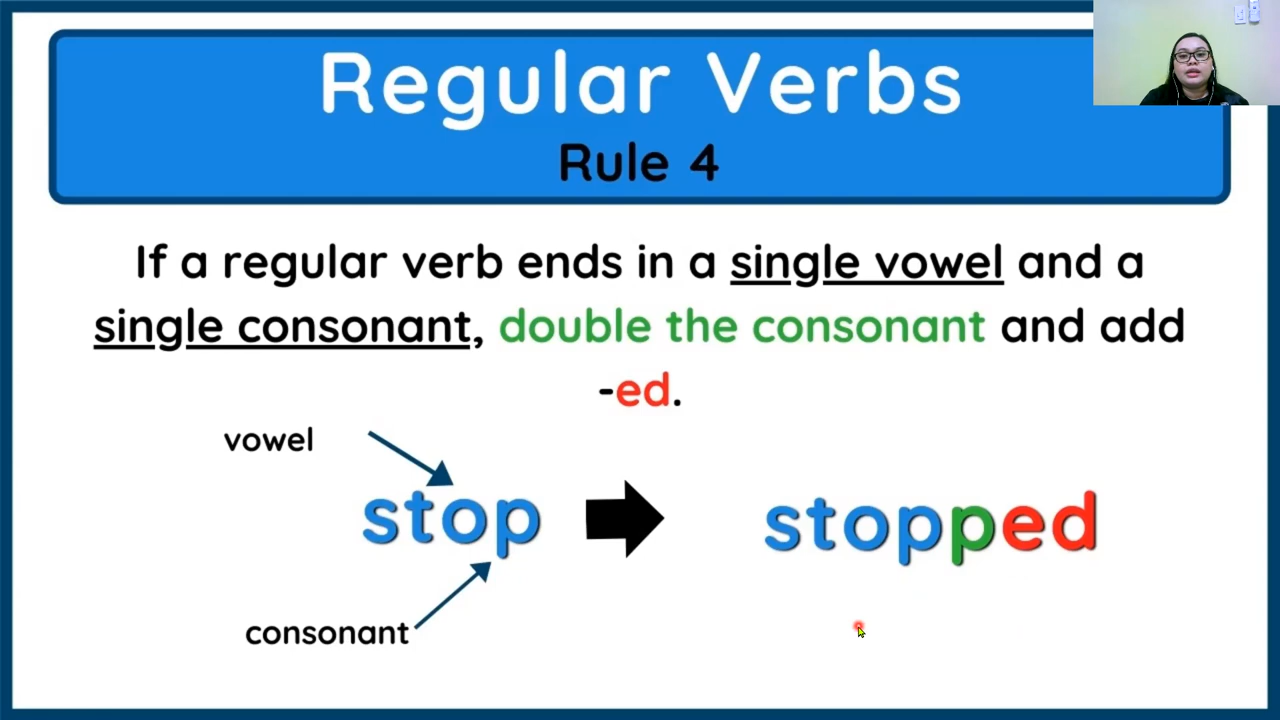 Regular Verbs
Rule 4
If a regular verb ends in a single vowel and a
single consonant, double the consonant and add
-ed.
vowel
stop
stopped
consonant